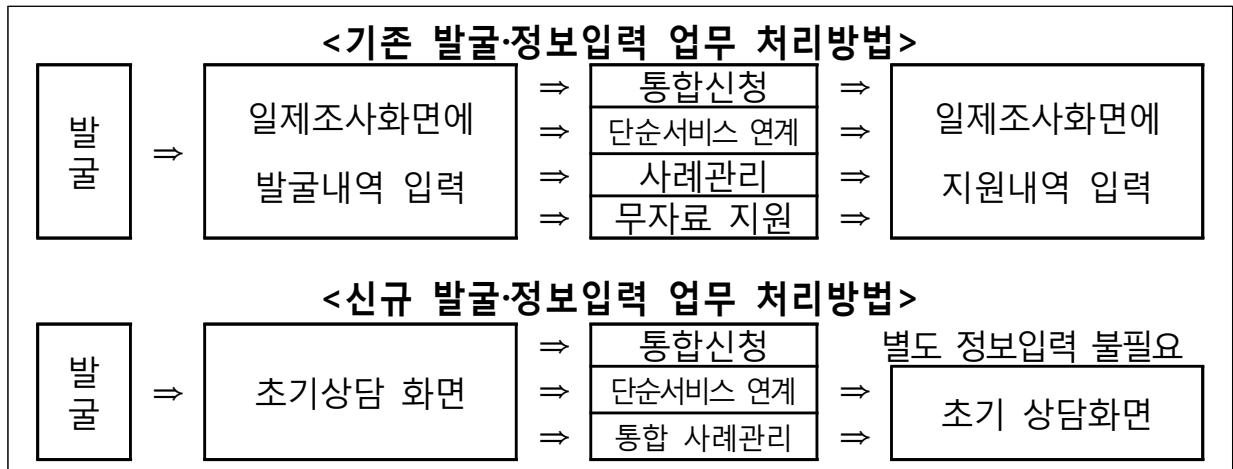 <기존 발굴·정보입력 업무 처리방법>
발굴 ⇒ 일제조사화면에 발굴내역 입력
⇒ 통합신청 ⇒
⇒ 단순서비스 연계 ⇒
⇒ 사례관리 ⇒
⇒ 무자료 지원 ⇒
일제조사화면에 지원내역 입력
<신규 발굴·정보입력 업무 처리방법>
발굴 ⇒ 초기상담 화면
⇒ 통합신청 별도 정보입력 불필요
⇒ 단순서비스 연계 ⇒
⇒ 통합 사례관리 ⇒
초기 상담화면